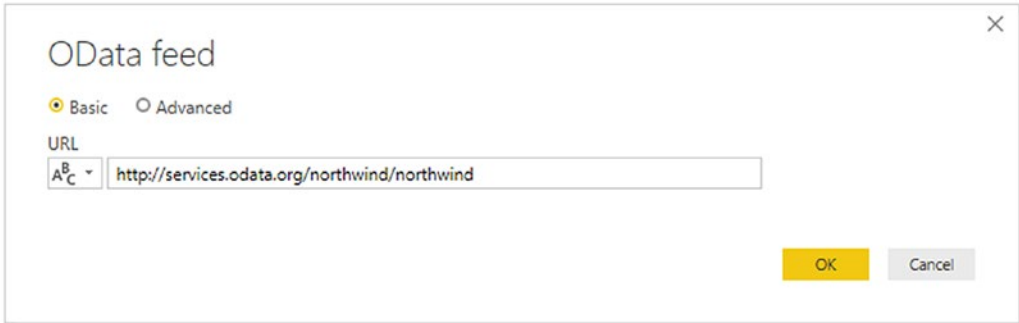 OData feed
Basic Advanced
URL
ABC http://services.odata.org/northwind/northwind
OK Cancel